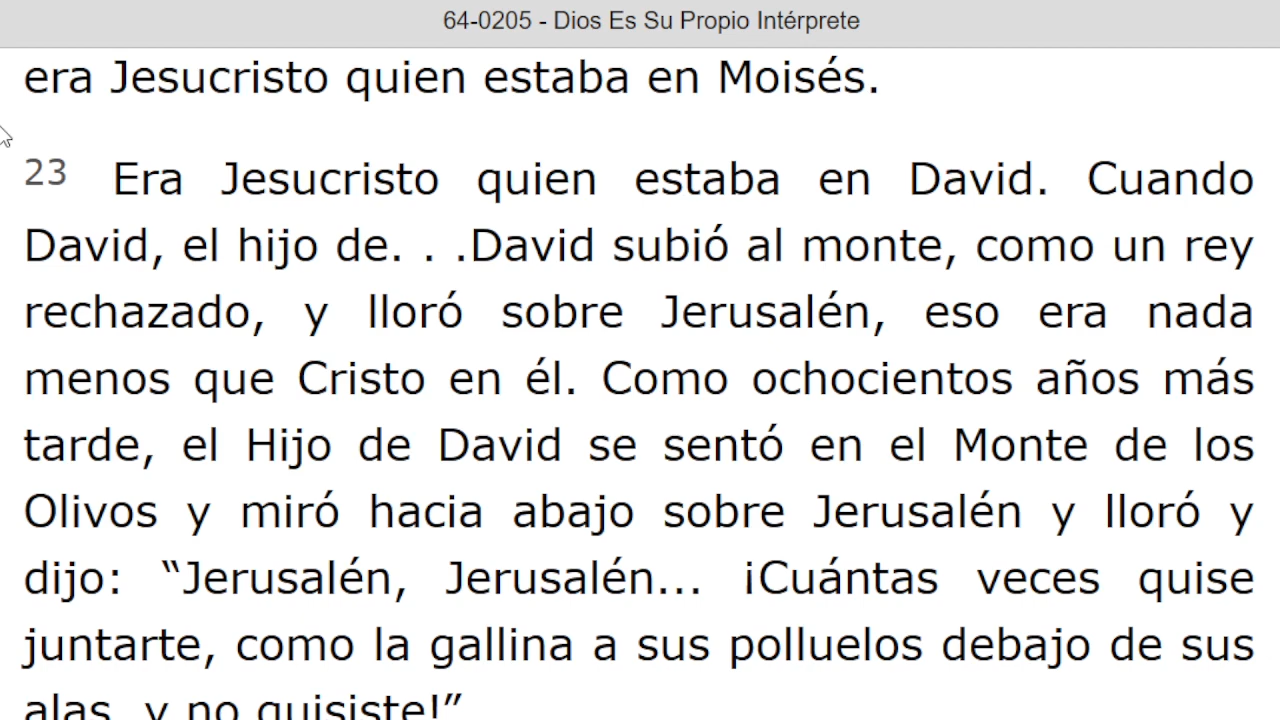 64-0205 - Dios Es Su Propio Intérprete
era Jesucristo quien estaba en Moisés.
23 Era Jesucristo quien estaba en David. Cuando
David, el hijo de. . .David subió al monte, como un rey
rechazado, y lloró sobre Jerusalén, eso era nada
menos que Cristo en él. Como ochocientos años más
tarde, el Hijo de David se sentó en el Monte de los
Olivos y miró hacia abajo sobre Jerusalén y lloró y
dijo: “Jerusalén, Jerusalén... ¡Cuántas veces quise
juntarte, como la gallina a sus polluelos debajo de sus
alas, y no quisiste!”